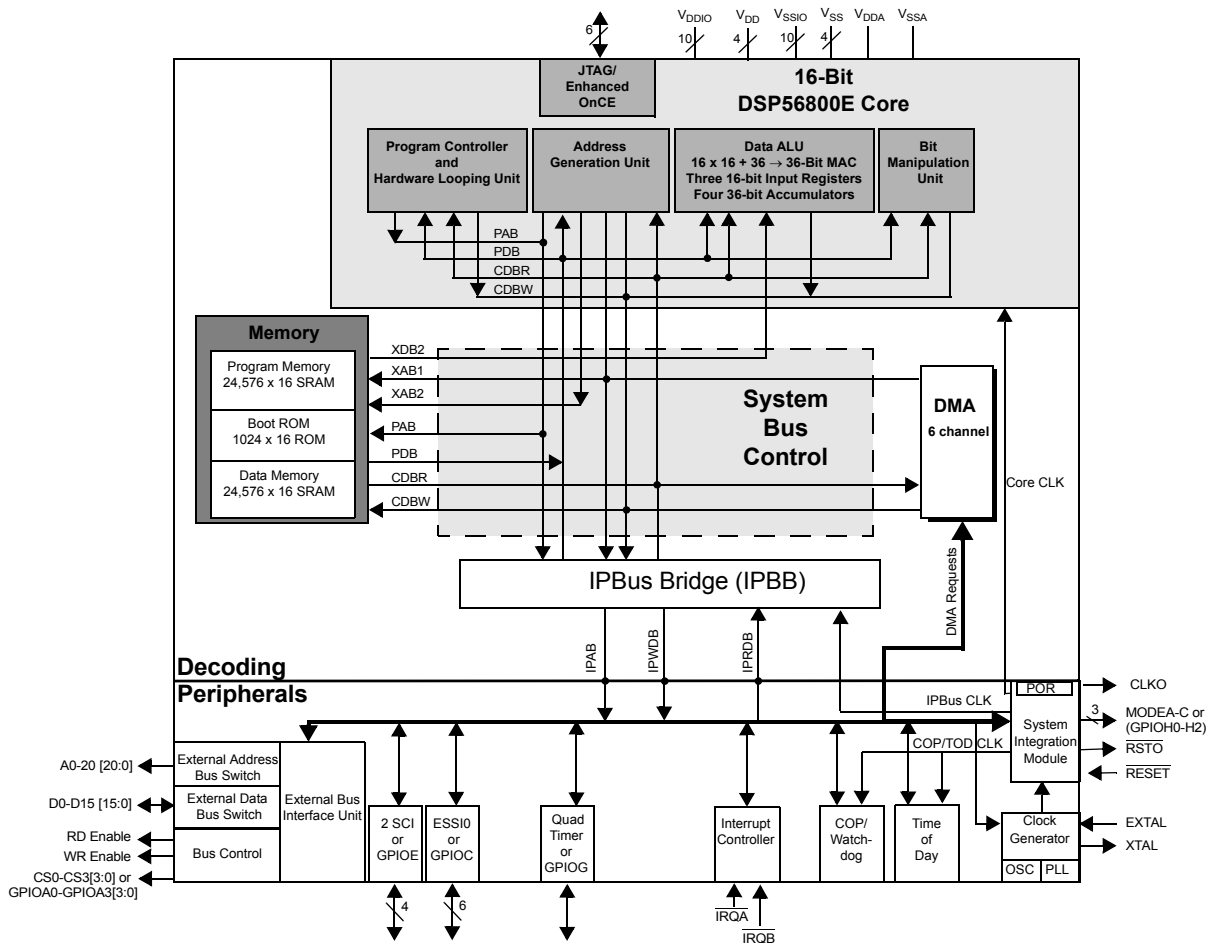 6
VDDIO
10
VDD
4
VSSIO
10
VSS
4
VDDA
VSSA
JTAG/
Enhanced
OnCE
16-Bit
DSP56800E Core
Program Controller
and
Hardware Looping Unit
Address
Generation Unit
Data ALU
16 x 16 + 36 → 36-Bit MAC
Three 16-bit Input Registers
Four 36-bit Accumulators
Bit
Manipulation
Unit
PAB
PDB
CDBR
CDBW
Memory
Program Memory
24,576 x 16 SRAM
Boot ROM
1024 x 16 ROM
Data Memory
24,576 x 16 SRAM
XDB2
XAB1
XAB2
PAB
PDB
CDBR
CDBW
System
Bus
Control
DMA
6 channel
Core CLK
IPBus Bridge (IPBB)
DMA Requests
IPAB
IPWDB
IPRDB
Decoding
Peripherals
IPBus CLK
POR
System
Integration
Module
COP/TOD CLK
CLKO
3
MODEA-C or
(GPIOH0-H2)
RSTO
RESET
EXTAL
XTAL
A0-20 [20:0]
D0-D15 [15:0]
RD Enable
WR Enable
CS0-CS3[3:0] or
GPIOA0-GPIOA3[3:0]
External Address
Bus Switch
External Data
Bus Switch
Bus Control
External Bus
Interface Unit
2 SCI
or
GPIOE
4
ESSI0
or
GPIOC
6
Quad
Timer
or
GPIOG
Interrupt
Controller
IRQA
IRQB
COP/
Watch-
dog
Time
of
Day
Clock
Generator
OSC
PLL